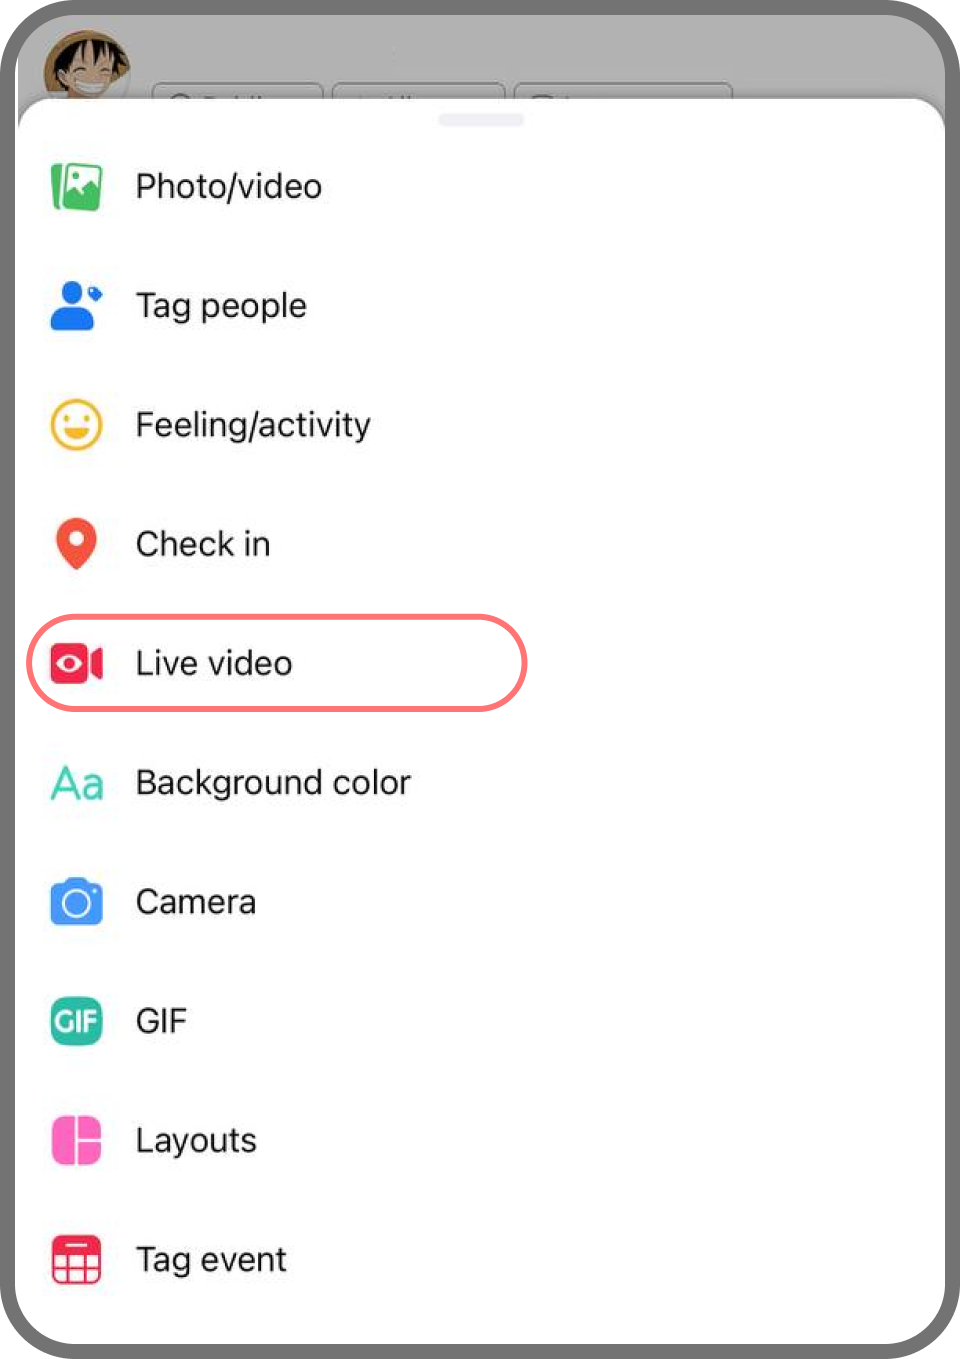 Photo/video
Tag people
Feeling/activity
Check in
Live video
Aa Background color
Camera
GIF GIF
Layouts
Tag event